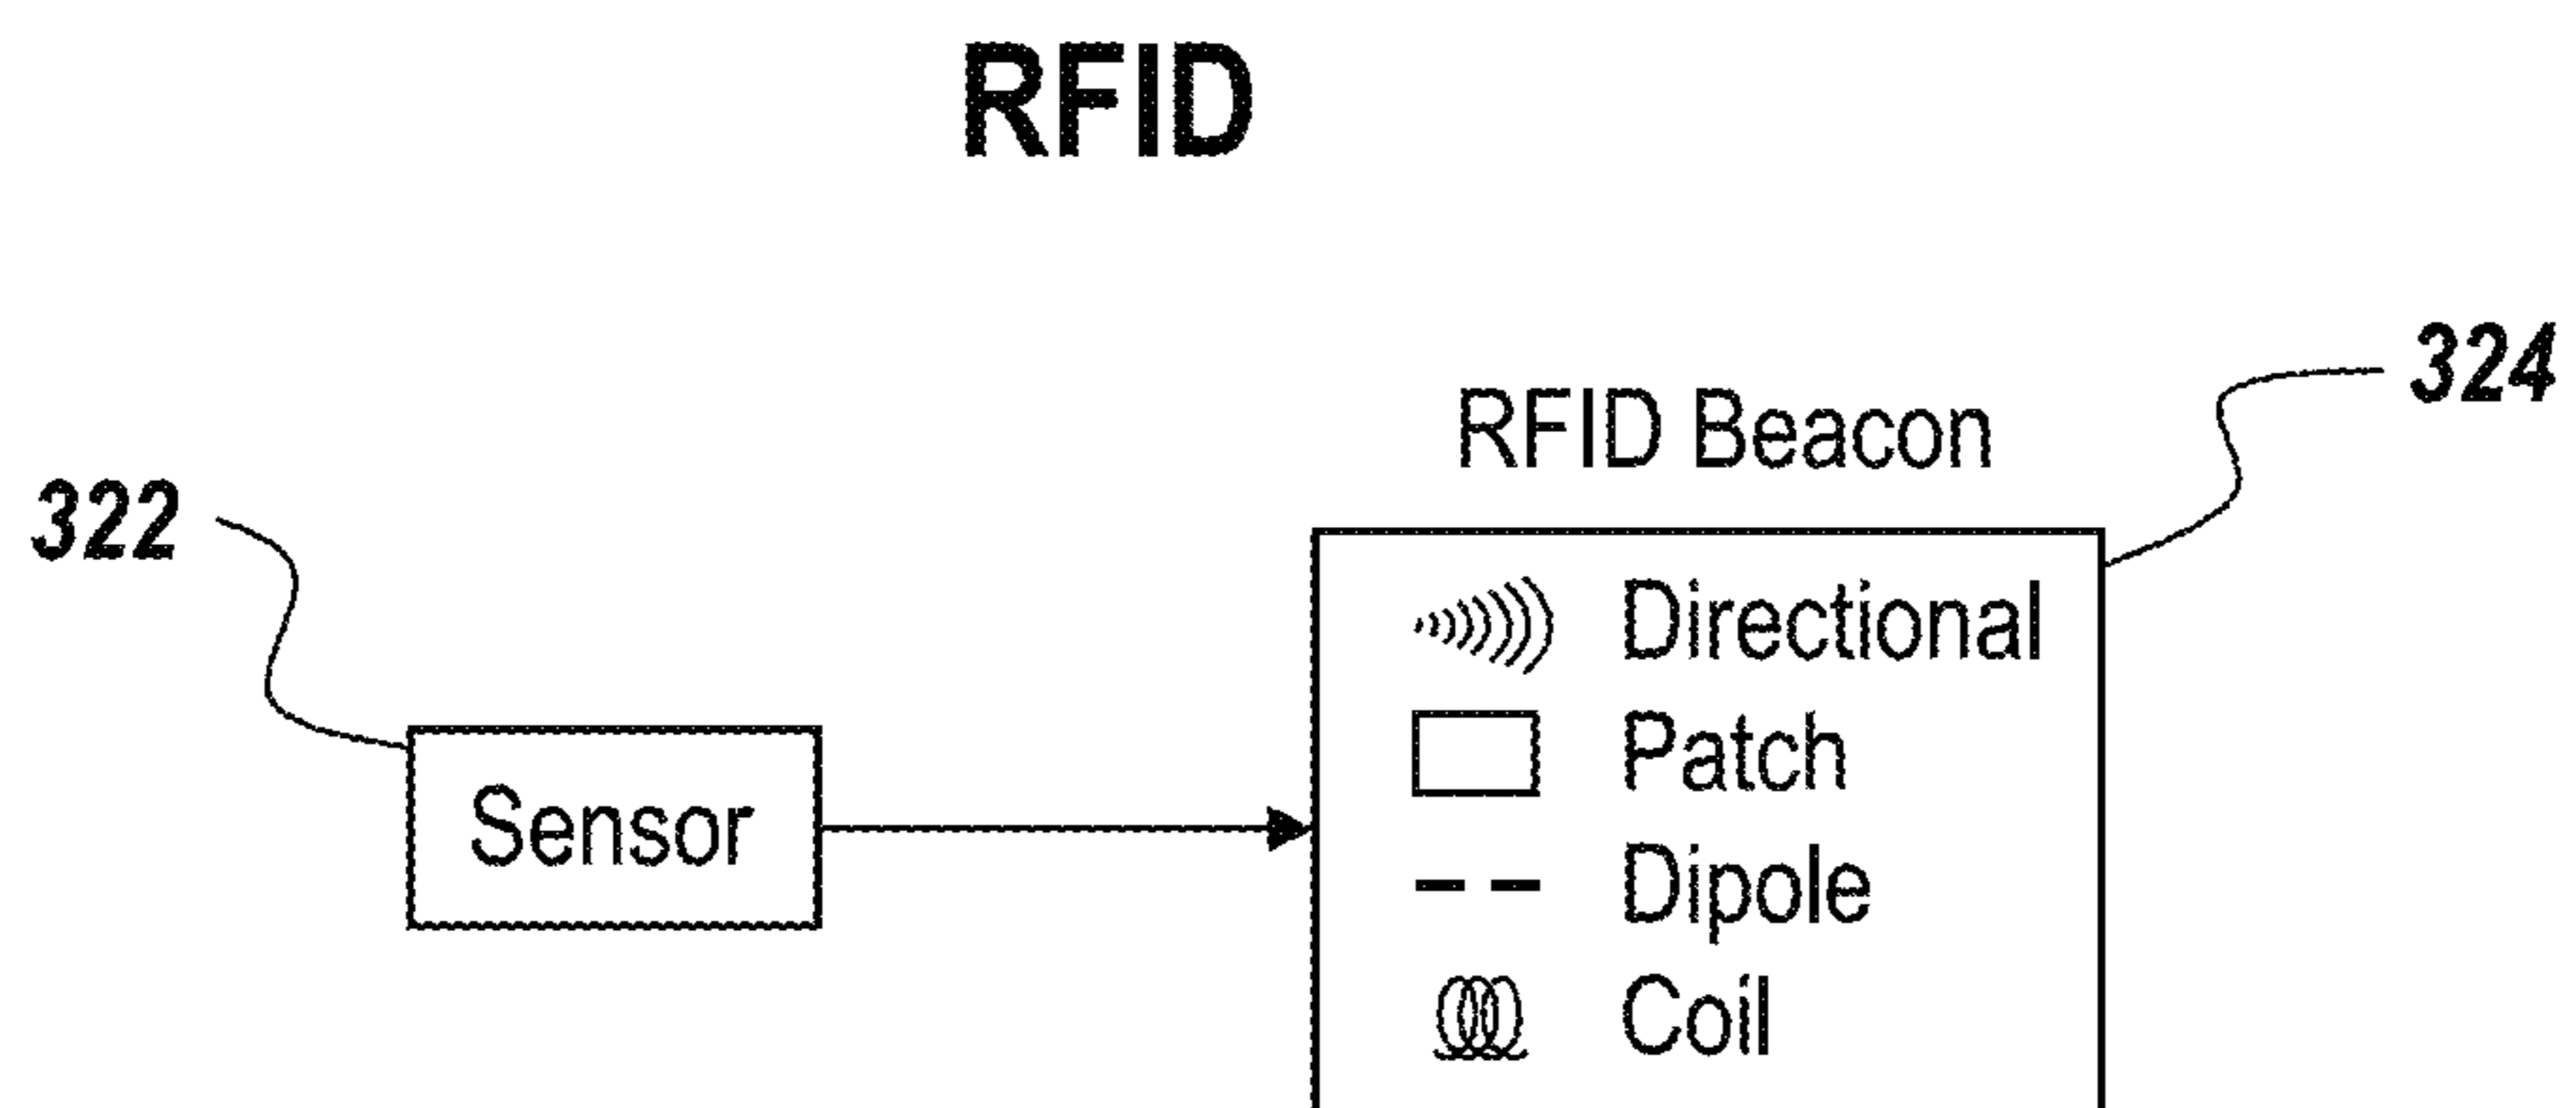 RFID
324
RFID Beacon
322
Directional
Patch
Sensor
Dipole
Coil